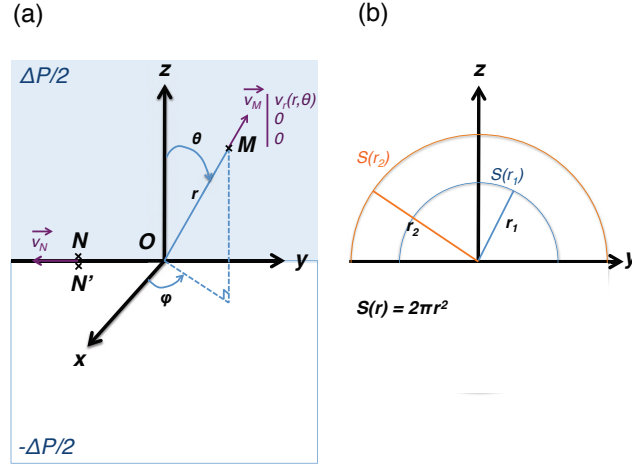 (a)
(b)
ΔP/2
z
v_M | v_r(r,θ)
0
0
θ
M
r
v_N
N
O
y
N'
φ
x
-ΔP/2
z
S(r₂)
S(r₁)
r₂
r₁
y
S(r) = 2πr²